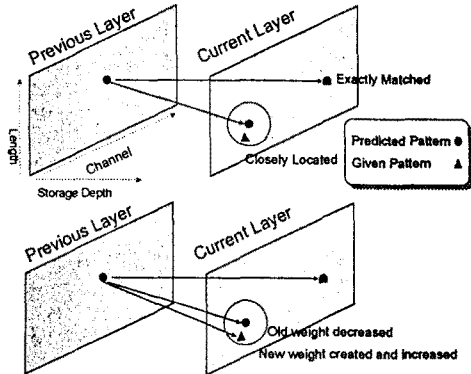 Previous Layer
Current Layer
Exactly Matched
Length
Channel
Closely Located
Storage Depth
Predicted Pattern
Given Pattern
Previous Layer
Current Layer
Old weight decreased
New weight created and increased